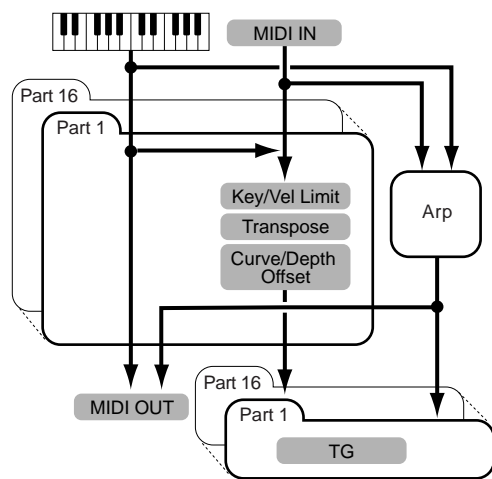 MIDI IN
Part 16
Part 1
Key/Vel Limit
Transpose
Curve/Depth
Offset
Arp
MIDI OUT
Part 16
Part 1
TG